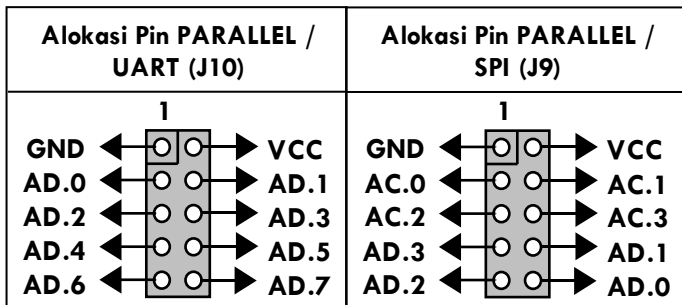 Alokasi Pin PARALLEL /
UART (J10)
1
GND VCC
AD.0 AD.1
AD.2 AD.3
AD.4 AD.5
AD.6 AD.7
Alokasi Pin PARALLEL /
SPI (J9)
1
GND VCC
AC.0 AC.1
AC.2 AC.3
AD.3 AD.1
AD.2 AD.0